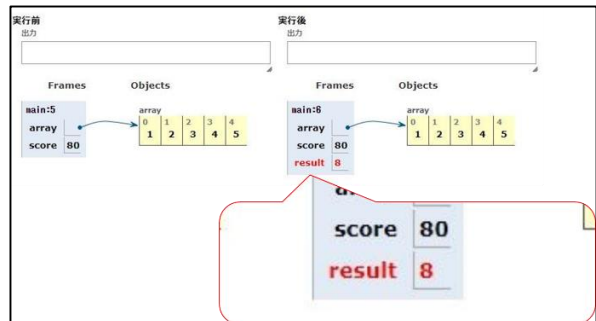 実行前
出力
Frames Objects
main:5
array
score 80
array
0 1 2 3 4
1 2 3 4 5
実行後
出力
Frames Objects
main:6
array
score 80
result 8
array
0 1 2 3 4
1 2 3 4 5
score 80
result 8